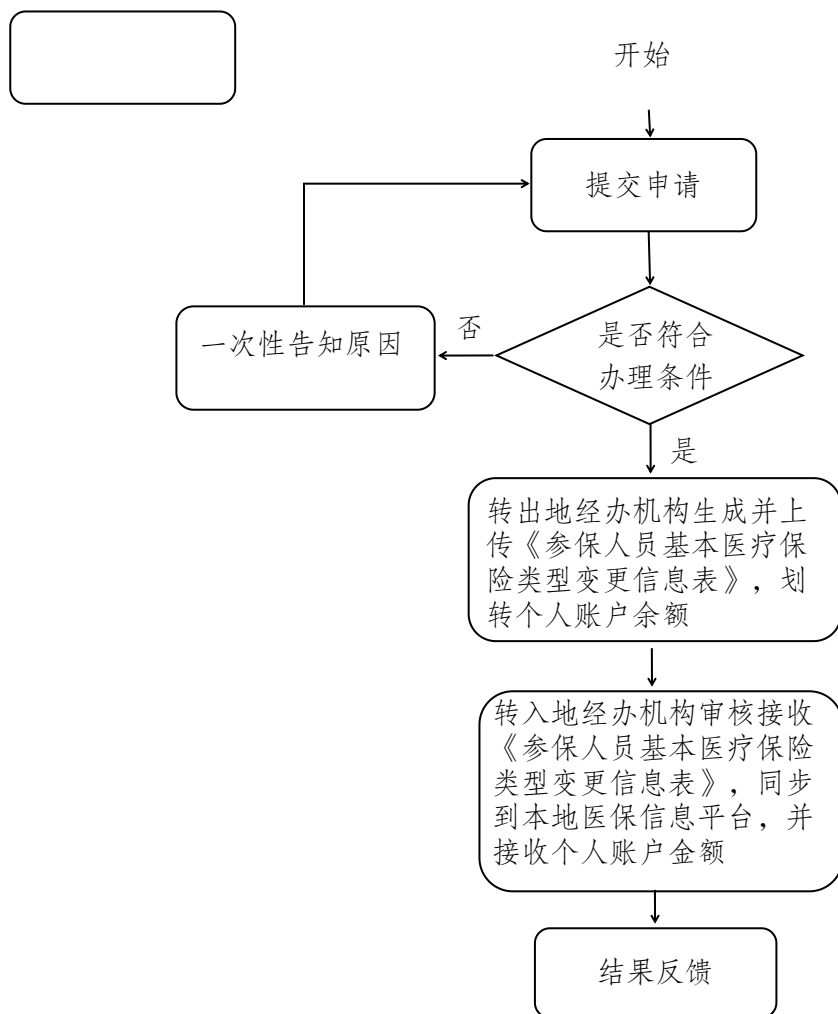 开始
提交申请
是否符合
办理条件
否
一次性告知原因
是
转出地经办机构生成并上
传《参保人员基本医疗保
险类型变更信息表》，划
转个人账户余额
转入地经办机构审核接收
《参保人员基本医疗保险
类型变更信息表》，同步
到本地医保信息平台，并
接收个人账户金额
结果反馈